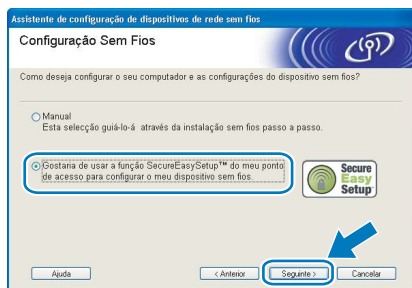 Assistente de configuração de dispositivos de rede sem fios
Configuração Sem Fios
Como deseja configurar o seu computador e as configurações do dispositivo sem fios?
Manual
Esta selecção guiá-lo-á através da instalação sem fios passo a passo.
Gostaria de usar a função SecureEasySetup™ do meu ponto
de acesso para configurar o meu dispositivo sem fios.
Secure
Easy
Setup
Ajuda
< Anterior
Seguinte >
Cancelar